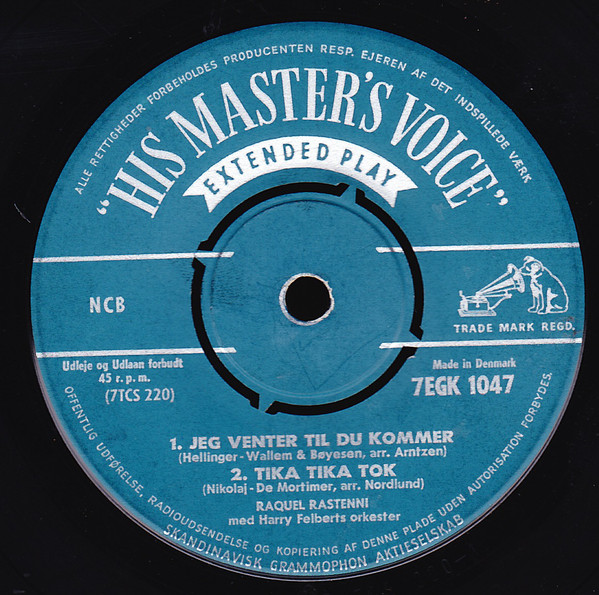 ALLE RETTIGHEDER FORBEHOLDES PRODUCENTEN RESP. EJEREN AF DET INDSPILLEDE VÆRK
"HIS MASTER'S VOICE"
EXTENDED PLAY
NCB
TRADE MARK REGD.
Udleje og Udlaan forbudt
45 r.p.m.
(7TCS 220)
Made in Denmark
7EGK 1047
1. JEG VENTER TIL DU KOMMER
(Hellinger-Wallem & Bøyesen, arr. Arntzen)
2. TIKA TIKA TOK
(Nikolaj-De Mortimer, arr. Nordlund)
RAQUEL RASTENNI
med Harry Felberts orkester
OFFENTLIG UDFØRELSE, RADIOUDSENDELSE OG KOPIERING AF DENNE PLADE UDEN AUTORISATION FORBYDES.
SKANDINAVISK GRAMMOPHON AKTIESELSKAB